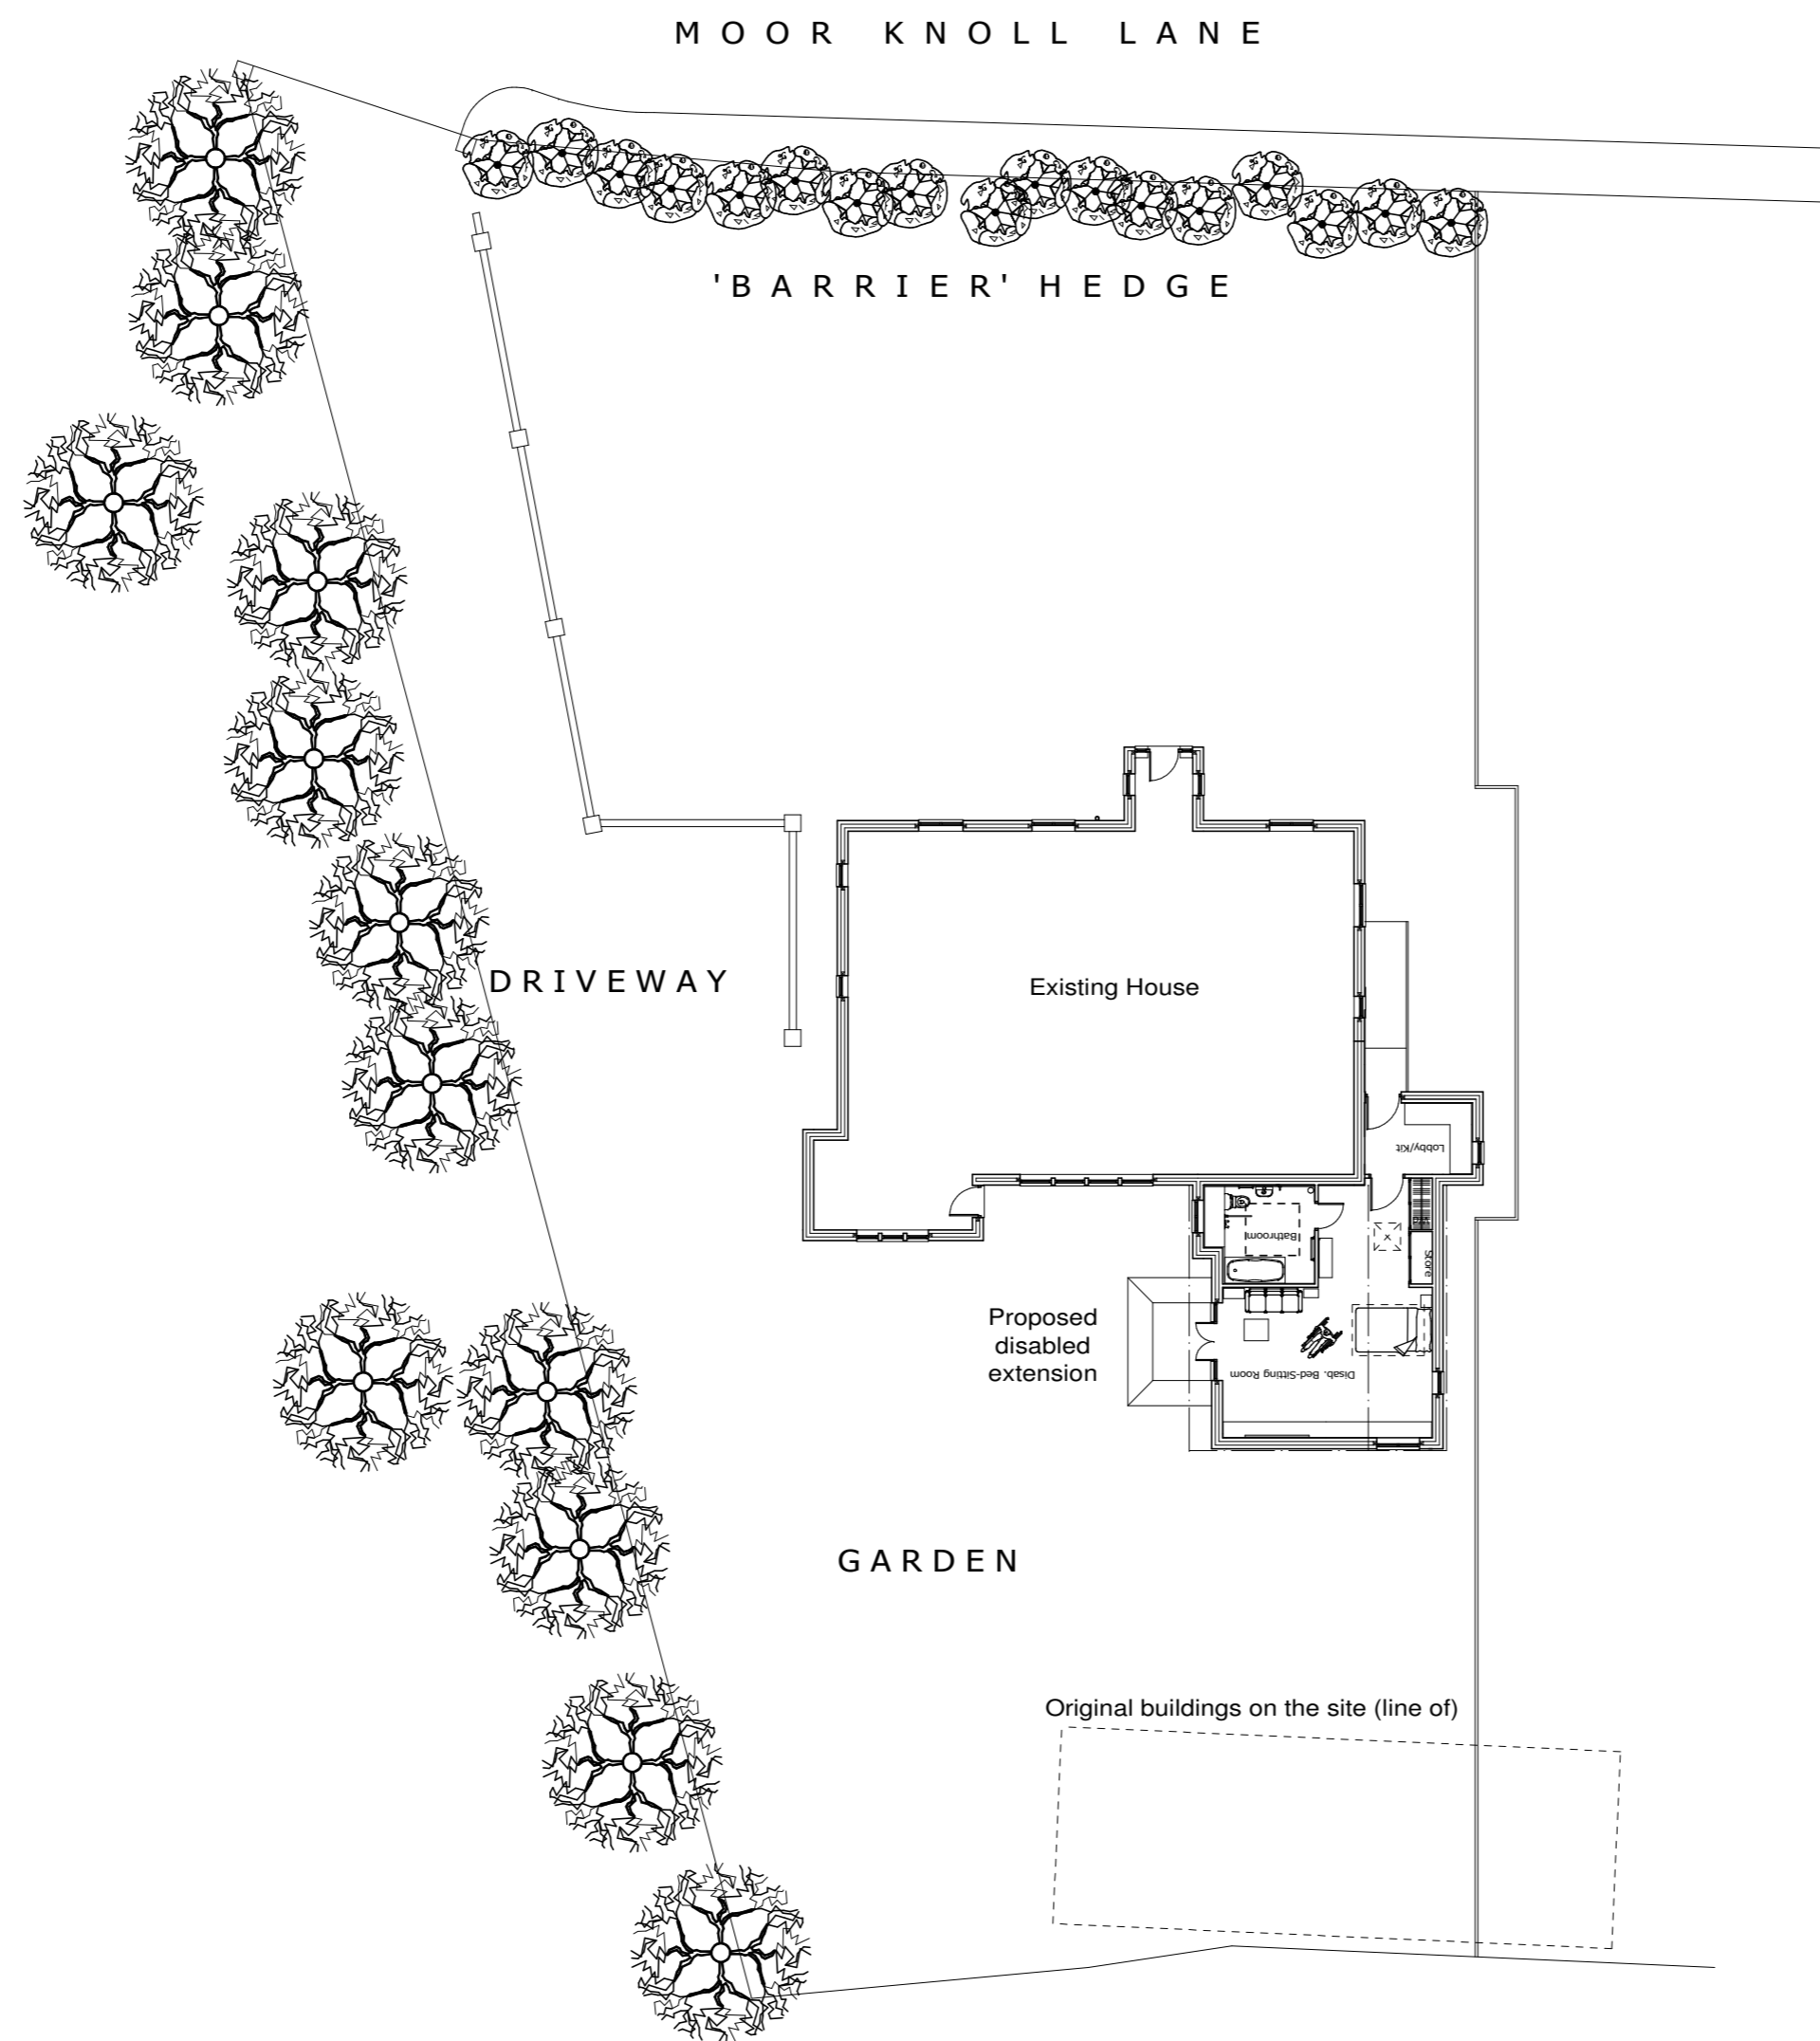 MOOR KNOLL LANE
'BARRIER' HEDGE
DRIVEWAY
Existing House
Lobby/Kit
Bathroom
Store
Proposed
disabled
extension
Disab. Bed-Sitting Room
GARDEN
Original buildings on the site (line of)